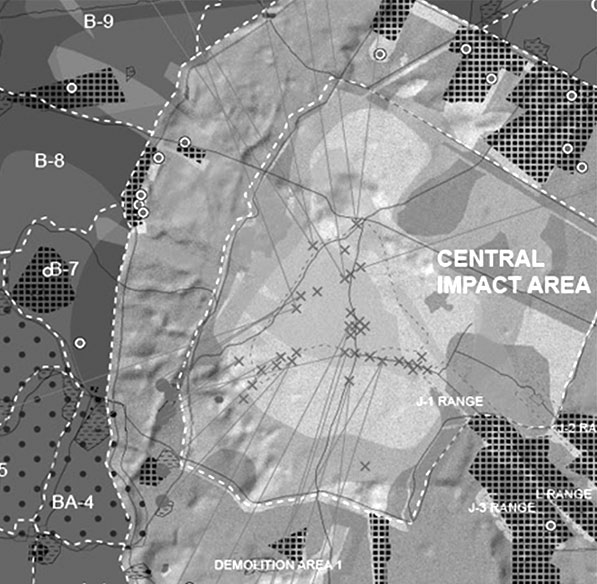 B-9
B-8
B-7
CENTRAL
IMPACT AREA
J-1 RANGE
J-2 RA
5
L RANGE
J-3 RANGE
BA-4
DEMOLITION AREA 1